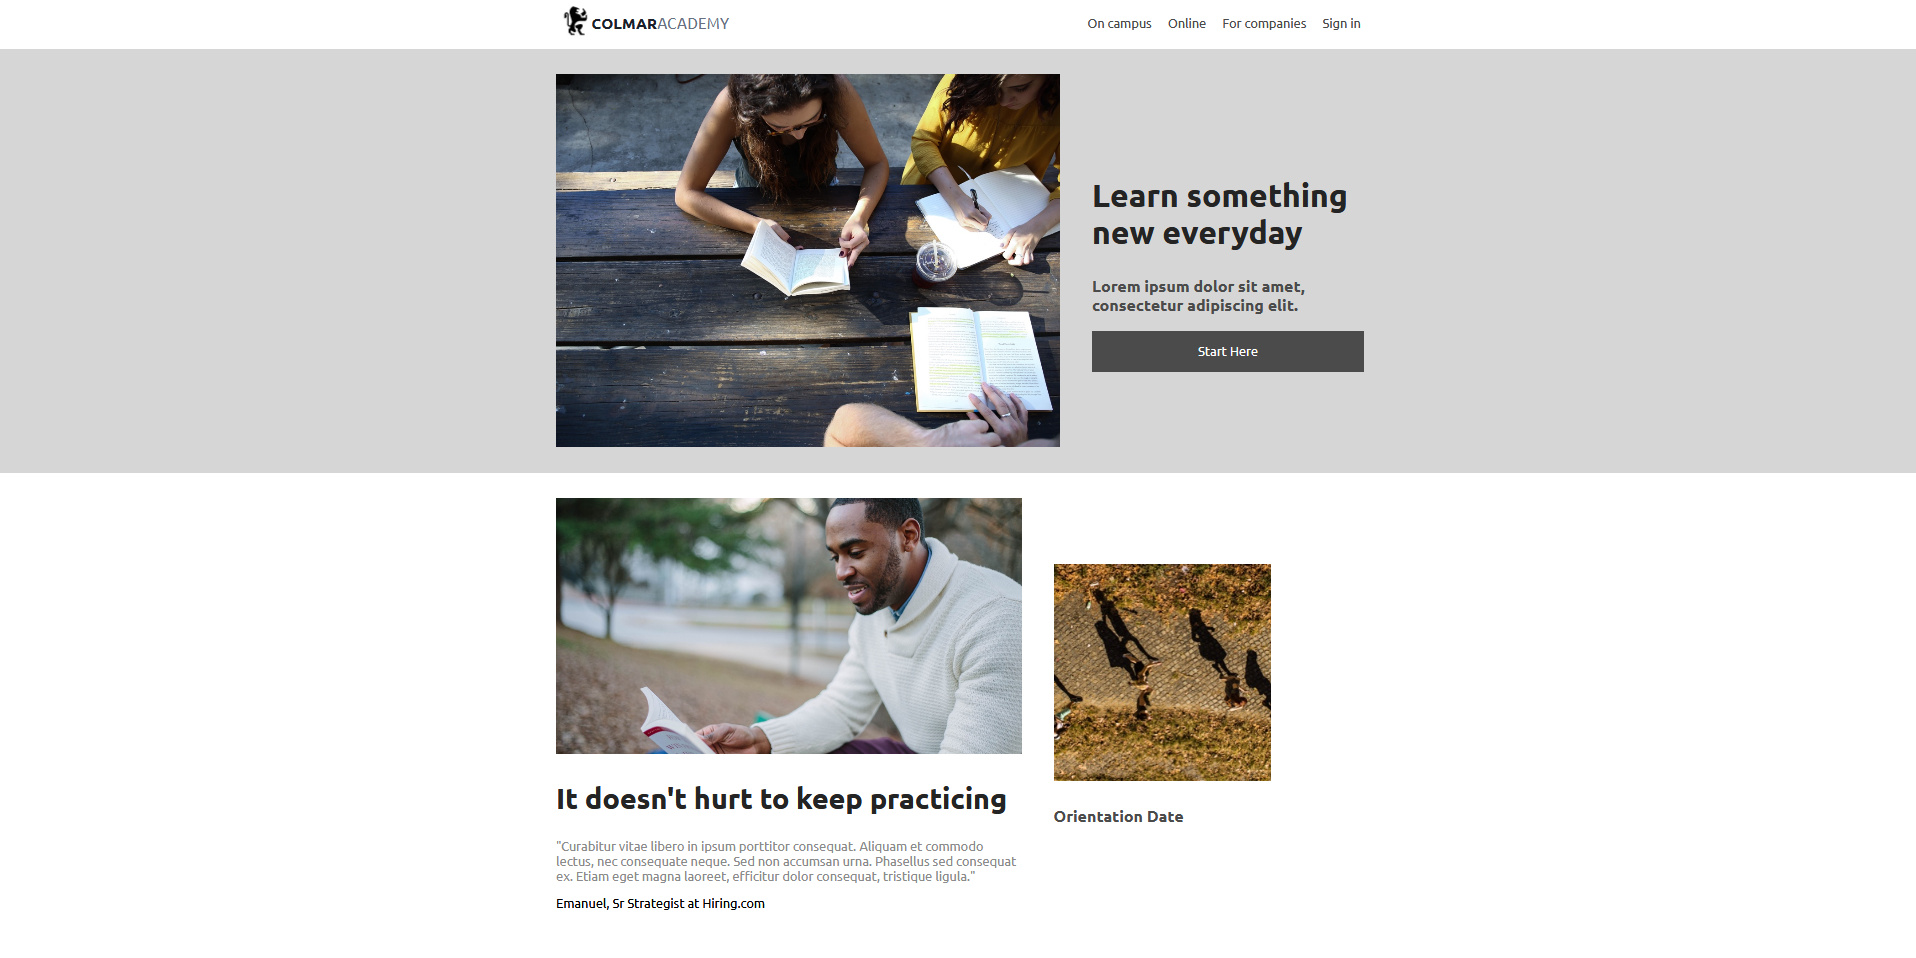 COLMARACADEMY
On campus Online For companies Sign in
Learn something
new everyday
Lorem ipsum dolor sit amet,
consectetur adipiscing elit.
Start Here
It doesn't hurt to keep practicing
"Curabitur vitae libero in ipsum porttitor consequat. Aliquam et commodo
lectus, nec consequate neque. Sed non accumsan urna. Phasellus sed consequat
ex. Etiam eget magna laoreet, efficitur dolor consequat, tristique ligula."
Emanuel, Sr Strategist at Hiring.com
Orientation Date